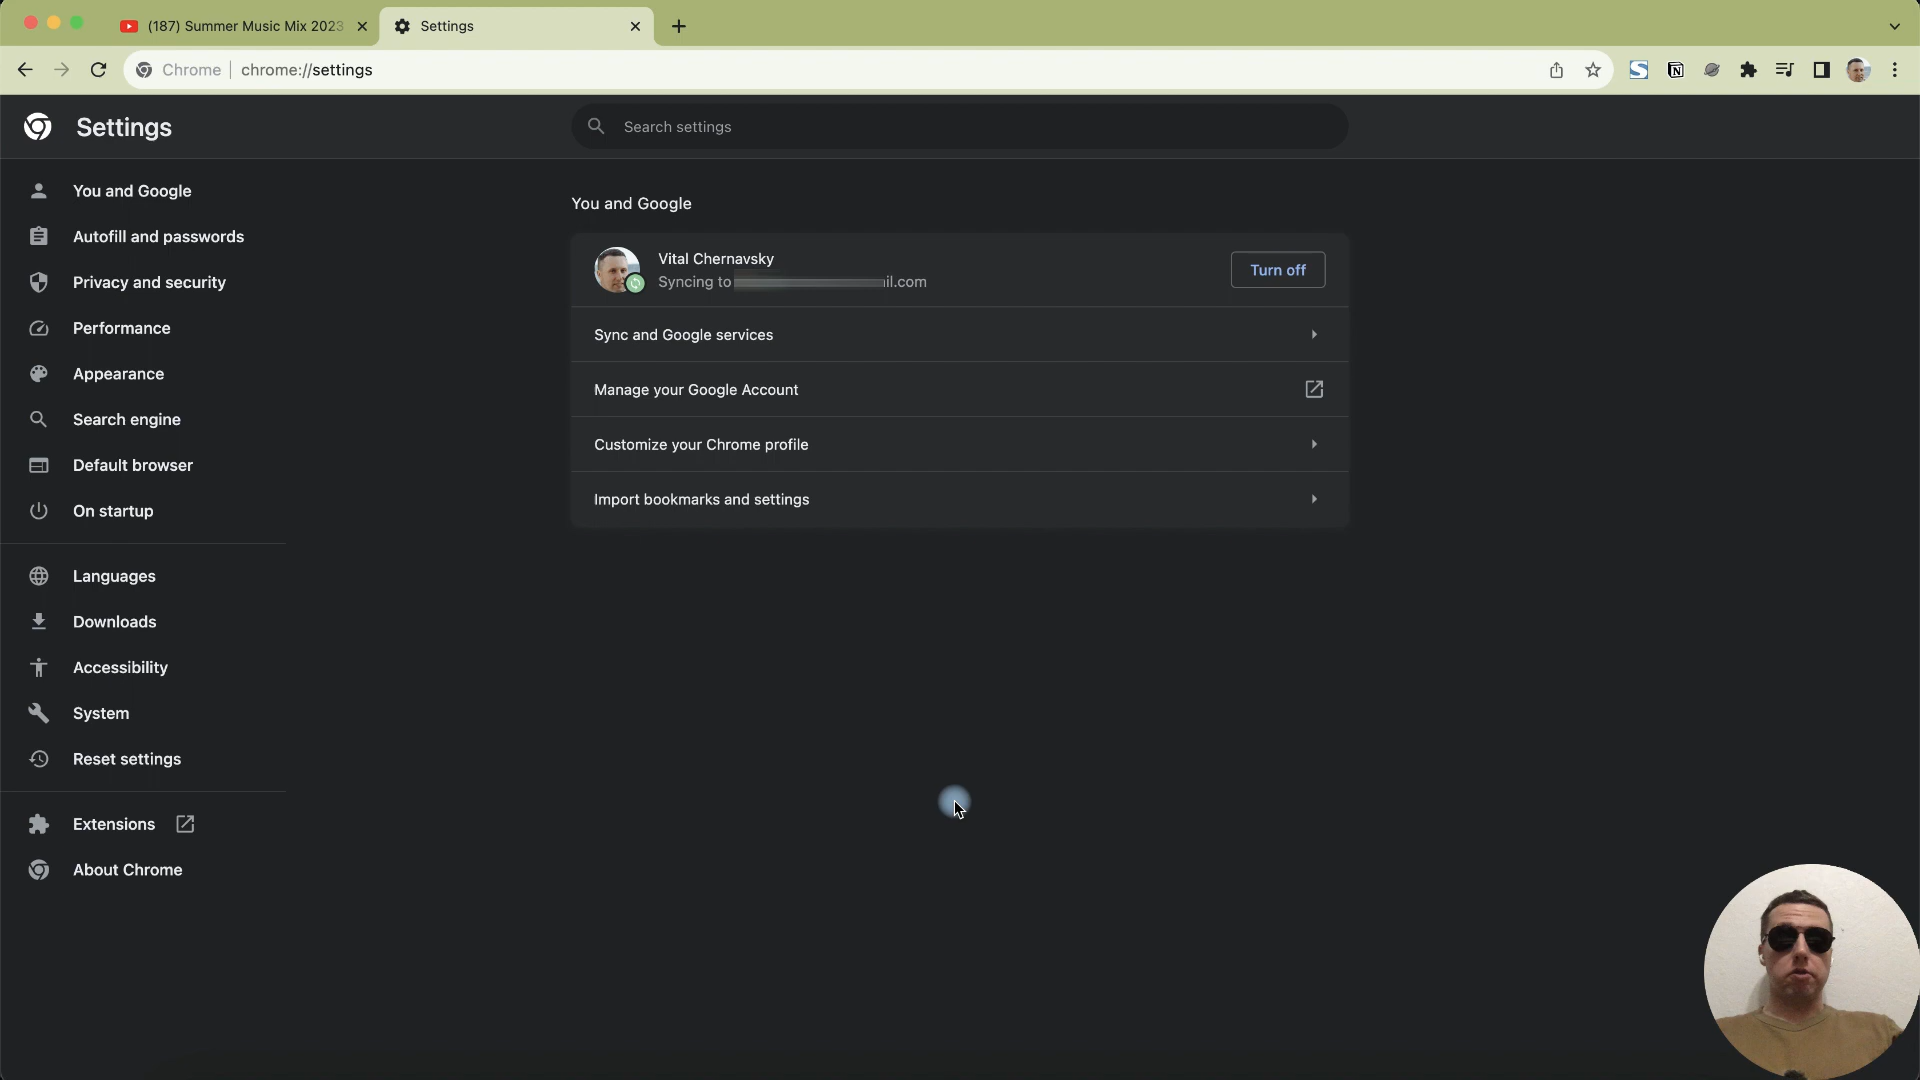 (187) Summer Music Mix 2023
Settings
Chrome
chrome://settings
Settings
Search settings
You and Google
Autofill and passwords
Privacy and security
Performance
Appearance
Search engine
Default browser
On startup
Languages
Downloads
Accessibility
System
Reset settings
Extensions
About Chrome
You and Google
Vital Chernavsky
Syncing to il.com
Turn off
Sync and Google services
Manage your Google Account
Customize your Chrome profile
Import bookmarks and settings